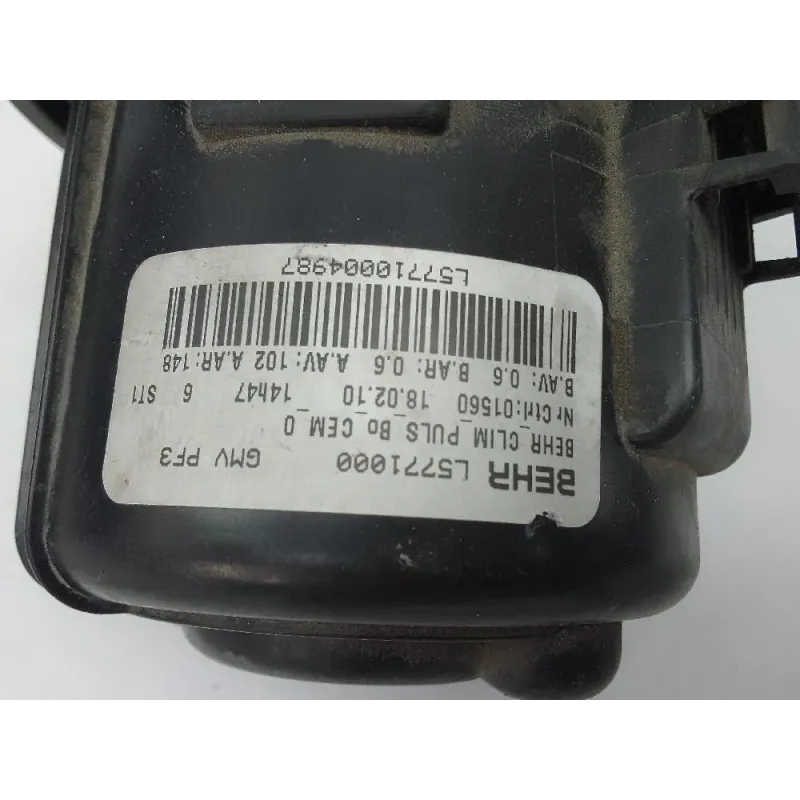 BEHR L5771000 GMV PF3
BEHR_CLIM_PULS_Bo_CEM_0
Nr Ctrl:01560 18.02.10 14h47 6 ST1
B.AV: 0.6 B.AR: 0.6 A.AV:102 A.AR:148
L577100004987